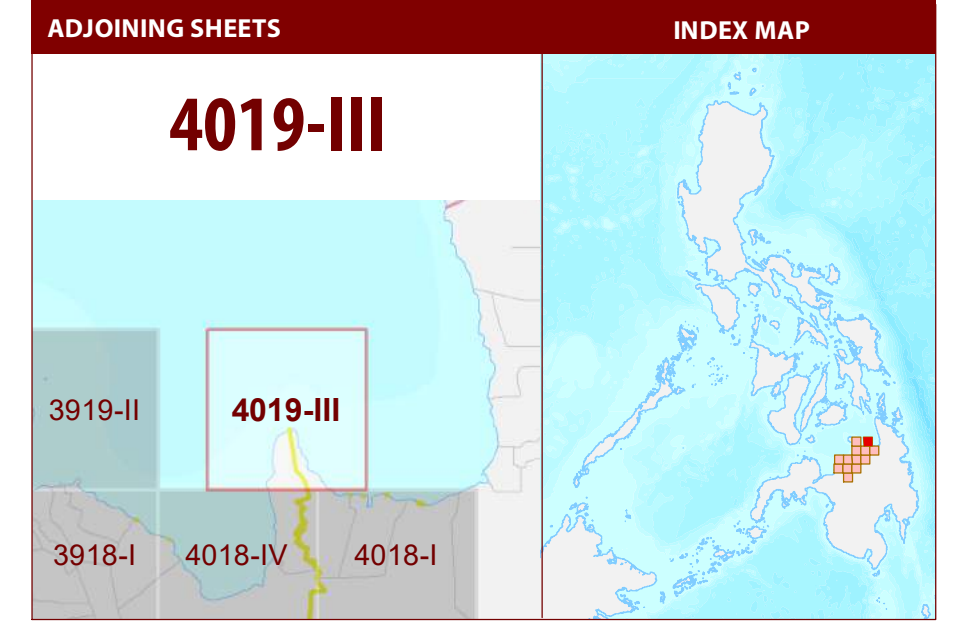 ADJOINING SHEETS
INDEX MAP
4019-III
3919-II
4019-III
3918-I
4018-IV
4018-I